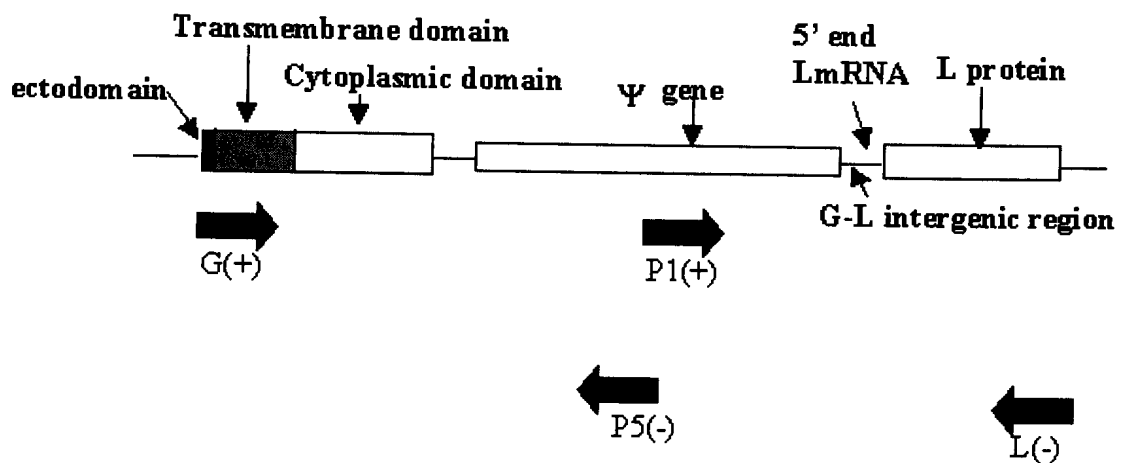 Transmembrane domain
5' end
LmRNA
L protein
ectodomain
Cytoplasmic domain
Ψ gene
G-L intergenic region
G(+)
P1(+)
P5(-)
L(-)